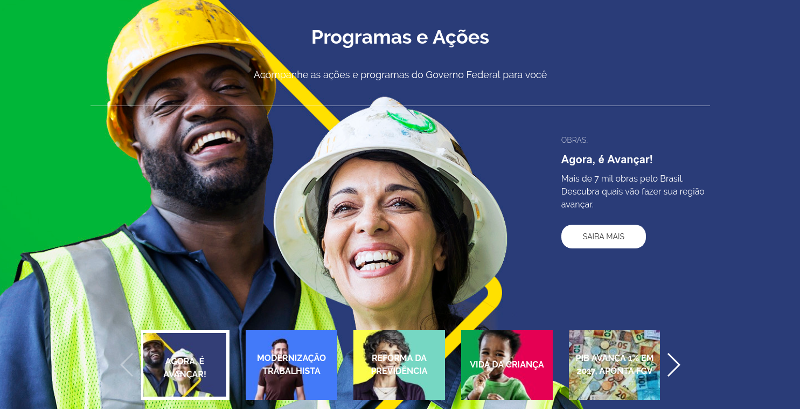 Programas e Ações
Acompanhe as ações e programas do Governo Federal para você
OBRAS
Agora, é Avançar!
Mais de 7 mil obras pelo Brasil.
Descubra quais vão fazer sua região
avançar.
SAIBA MAIS
AGORA, É
AVANÇAR!
MODERNIZAÇÃO
TRABALHISTA
REFORMA DA
PREVIDÊNCIA
VIDA DA CRIANÇA
PIB AVANÇA 1% EM
2017, APONTA FGV